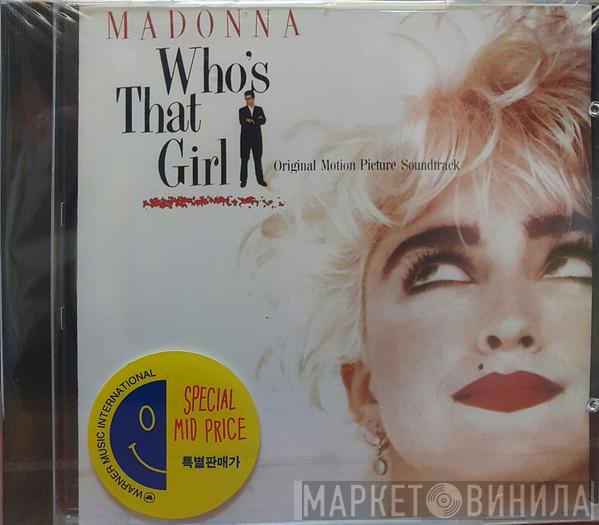 MADONNA
Who's
That
Girl
Original Motion Picture Soundtrack
WARNER MUSIC INTERNATIONAL
SPECIAL
MID PRICE
특별판매가
МАРКЕТ ВИНИЛА